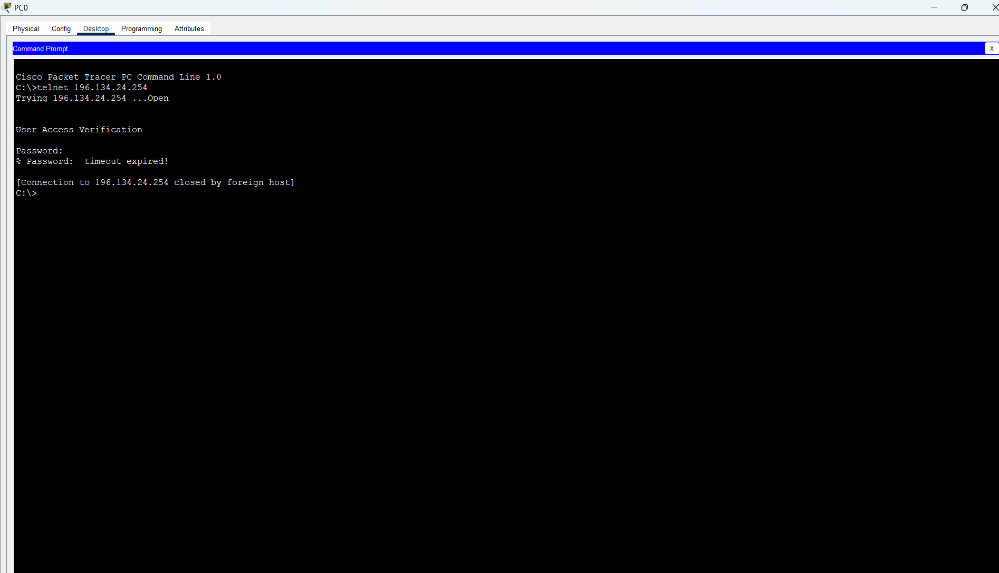 PC0
Physical Config Desktop Programming Attributes
Command Prompt X
Cisco Packet Tracer PC Command Line 1.0
C:\>telnet 196.134.24.254
Trying 196.134.24.254 ...Open
User Access Verification
Password:
% Password:  timeout expired!
[Connection to 196.134.24.254 closed by foreign host]
C:\>